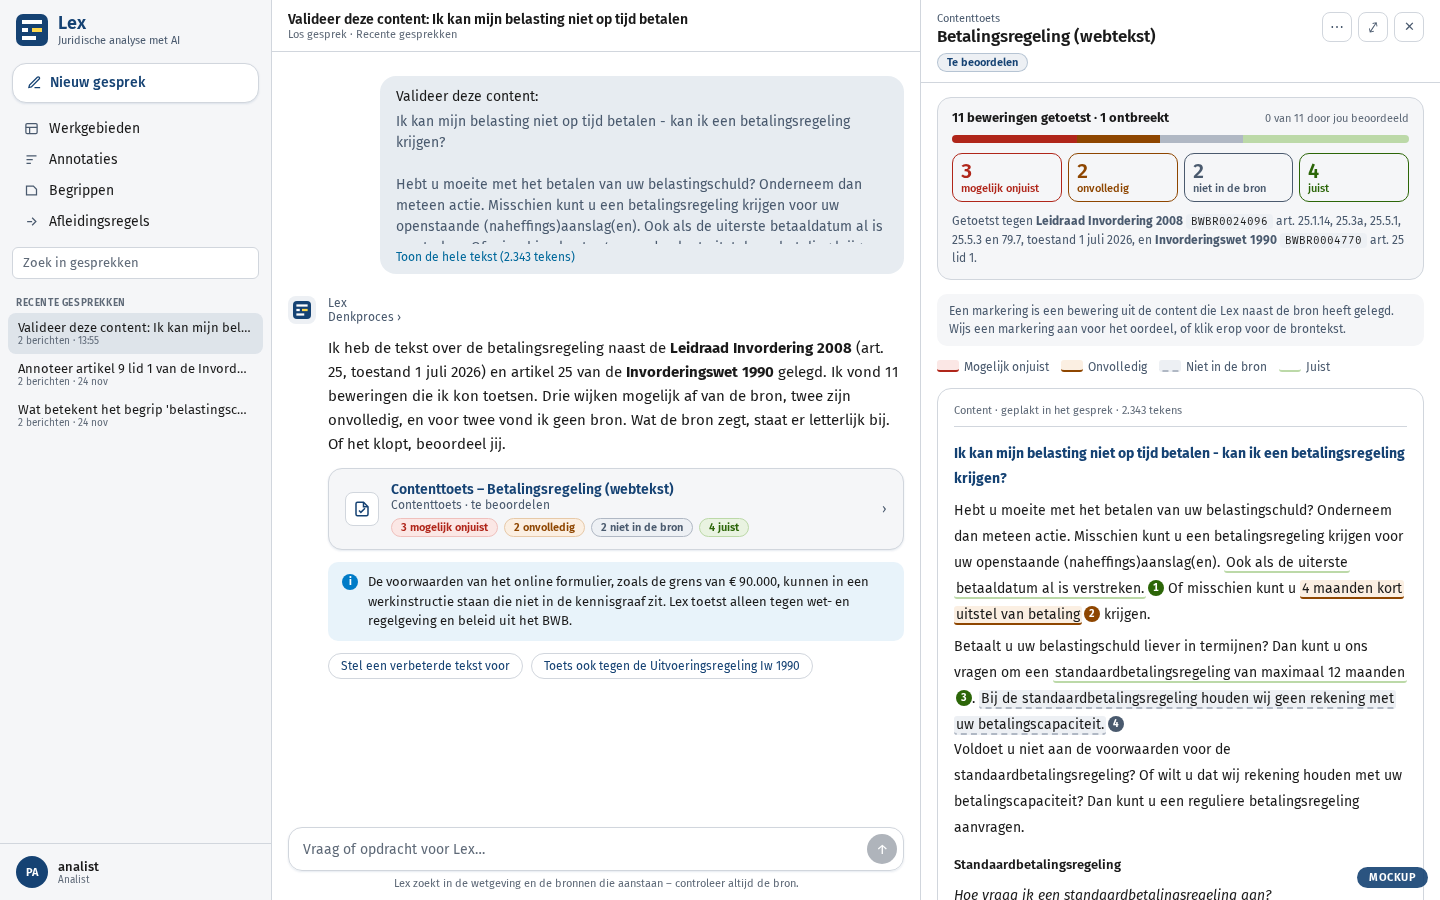 Lex
Juridische analyse met AI
Nieuw gesprek
Werkgebieden
Annotaties
Begrippen
Afleidingsregels
Zoek in gesprekken
RECENTE GESPREKKEN
Valideer deze content: Ik kan mijn bel...
2 berichten · 13:55
Annoteer artikel 9 lid 1 van de Invord...
2 berichten · 24 nov
Wat betekent het begrip 'belastingsc...
2 berichten · 24 nov
PA
analist
Analist
Valideer deze content: Ik kan mijn belasting niet op tijd betalen
Los gesprek · Recente gesprekken
Valideer deze content:
Ik kan mijn belasting niet op tijd betalen - kan ik een betalingsregeling
krijgen?
Hebt u moeite met het betalen van uw belastingschuld? Onderneem dan
meteen actie. Misschien kunt u een betalingsregeling krijgen voor uw
openstaande (naheffings)aanslag(en). Ook als de uiterste betaaldatum al is
Toon de hele tekst (2.343 tekens)
Lex
Denkproces ›
Ik heb de tekst over de betalingsregeling naast de Leidraad Invordering 2008 (art.
25, toestand 1 juli 2026) en artikel 25 van de Invorderingswet 1990 gelegd. Ik vond 11
beweringen die ik kon toetsen. Drie wijken mogelijk af van de bron, twee zijn
onvolledig, en voor twee vond ik geen bron. Wat de bron zegt, staat er letterlijk bij.
Of het klopt, beoordeel jij.
Contenttoets – Betalingsregeling (webtekst)
Contenttoets · te beoordelen
3 mogelijk onjuist
2 onvolledig
2 niet in de bron
4 juist
›
i
De voorwaarden van het online formulier, zoals de grens van € 90.000, kunnen in een
werkinstructie staan die niet in de kennisgraaf zit. Lex toetst alleen tegen wet- en
regelgeving en beleid uit het BWB.
Stel een verbeterde tekst voor
Toets ook tegen de Uitvoeringsregeling Iw 1990
Vraag of opdracht voor Lex...
Lex zoekt in de wetgeving en de bronnen die aanstaan – controleer altijd de bron.
Contenttoets
Betalingsregeling (webtekst)
Te beoordelen
11 beweringen getoetst · 1 ontbreekt
0 van 11 door jou beoordeeld
3
mogelijk onjuist
2
onvolledig
2
niet in de bron
4
juist
Getoetst tegen Leidraad Invordering 2008 BWBR0024096 art. 25.1.14, 25.3a, 25.5.1,
25.5.3 en 79.7, toestand 1 juli 2026, en Invorderingswet 1990 BWBR0004770 art. 25
lid 1.
Een markering is een bewering uit de content die Lex naast de bron heeft gelegd.
Wijs een markering aan voor het oordeel, of klik erop voor de brontekst.
Mogelijk onjuist
Onvolledig
Niet in de bron
Juist
Content · geplakt in het gesprek · 2.343 tekens
Ik kan mijn belasting niet op tijd betalen - kan ik een betalingsregeling
krijgen?
Hebt u moeite met het betalen van uw belastingschuld? Onderneem
dan meteen actie. Misschien kunt u een betalingsregeling krijgen voor
uw openstaande (naheffings)aanslag(en). Ook als de uiterste
betaaldatum al is verstreken. 1 Of misschien kunt u 4 maanden kort
uitstel van betaling 2 krijgen.
Betaalt u uw belastingschuld liever in termijnen? Dan kunt u ons
vragen om een standaardbetalingsregeling van maximaal 12 maanden
3 . Bij de standaardbetalingsregeling houden wij geen rekening met
uw betalingscapaciteit. 4
Voldoet u niet aan de voorwaarden voor de
standaardbetalingsregeling? Of wilt u dat wij rekening houden met uw
betalingscapaciteit? Dan kunt u een reguliere betalingsregeling
aanvragen.
Standaardbetalingsregeling
Hoe vraag ik een standaardbetalingsregeling aan?
MOCKUP